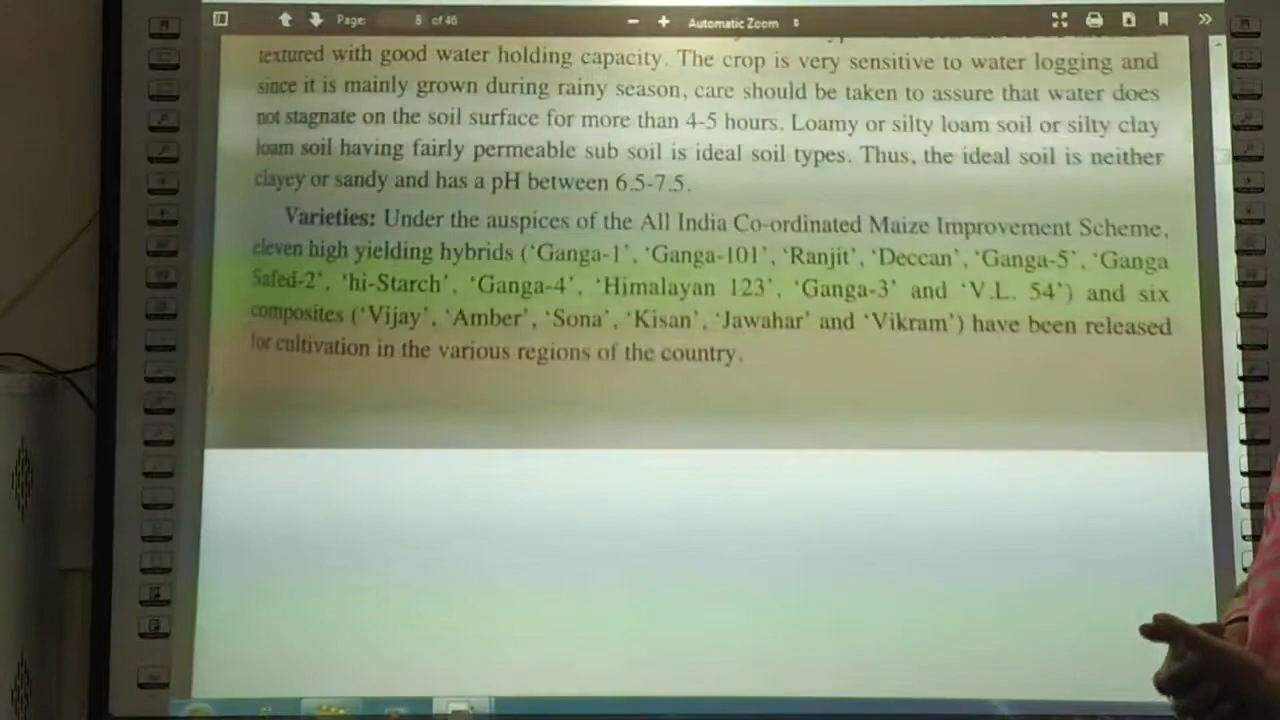 Page: 8 of 46
Automatic Zoom
textured with good water holding capacity. The crop is very sensitive to water logging and
since it is mainly grown during rainy season, care should be taken to assure that water does
not stagnate on the soil surface for more than 4-5 hours. Loamy or silty loam soil or silty clay
loam soil having fairly permeable sub soil is ideal soil types. Thus, the ideal soil is neither
clayey or sandy and has a pH between 6.5-7.5.
Varieties: Under the auspices of the All India Co-ordinated Maize Improvement Scheme,
eleven high yielding hybrids (‘Ganga-1’, ‘Ganga-101’, ‘Ranjit’, ‘Deccan’, ‘Ganga-5’, ‘Ganga
Safed-2’, ‘hi-Starch’, ‘Ganga-4’, ‘Himalayan 123’, ‘Ganga-3’ and ‘V.L. 54’) and six
composites (‘Vijay’, ‘Amber’, ‘Sona’, ‘Kisan’, ‘Jawahar’ and ‘Vikram’) have been released
for cultivation in the various regions of the country.